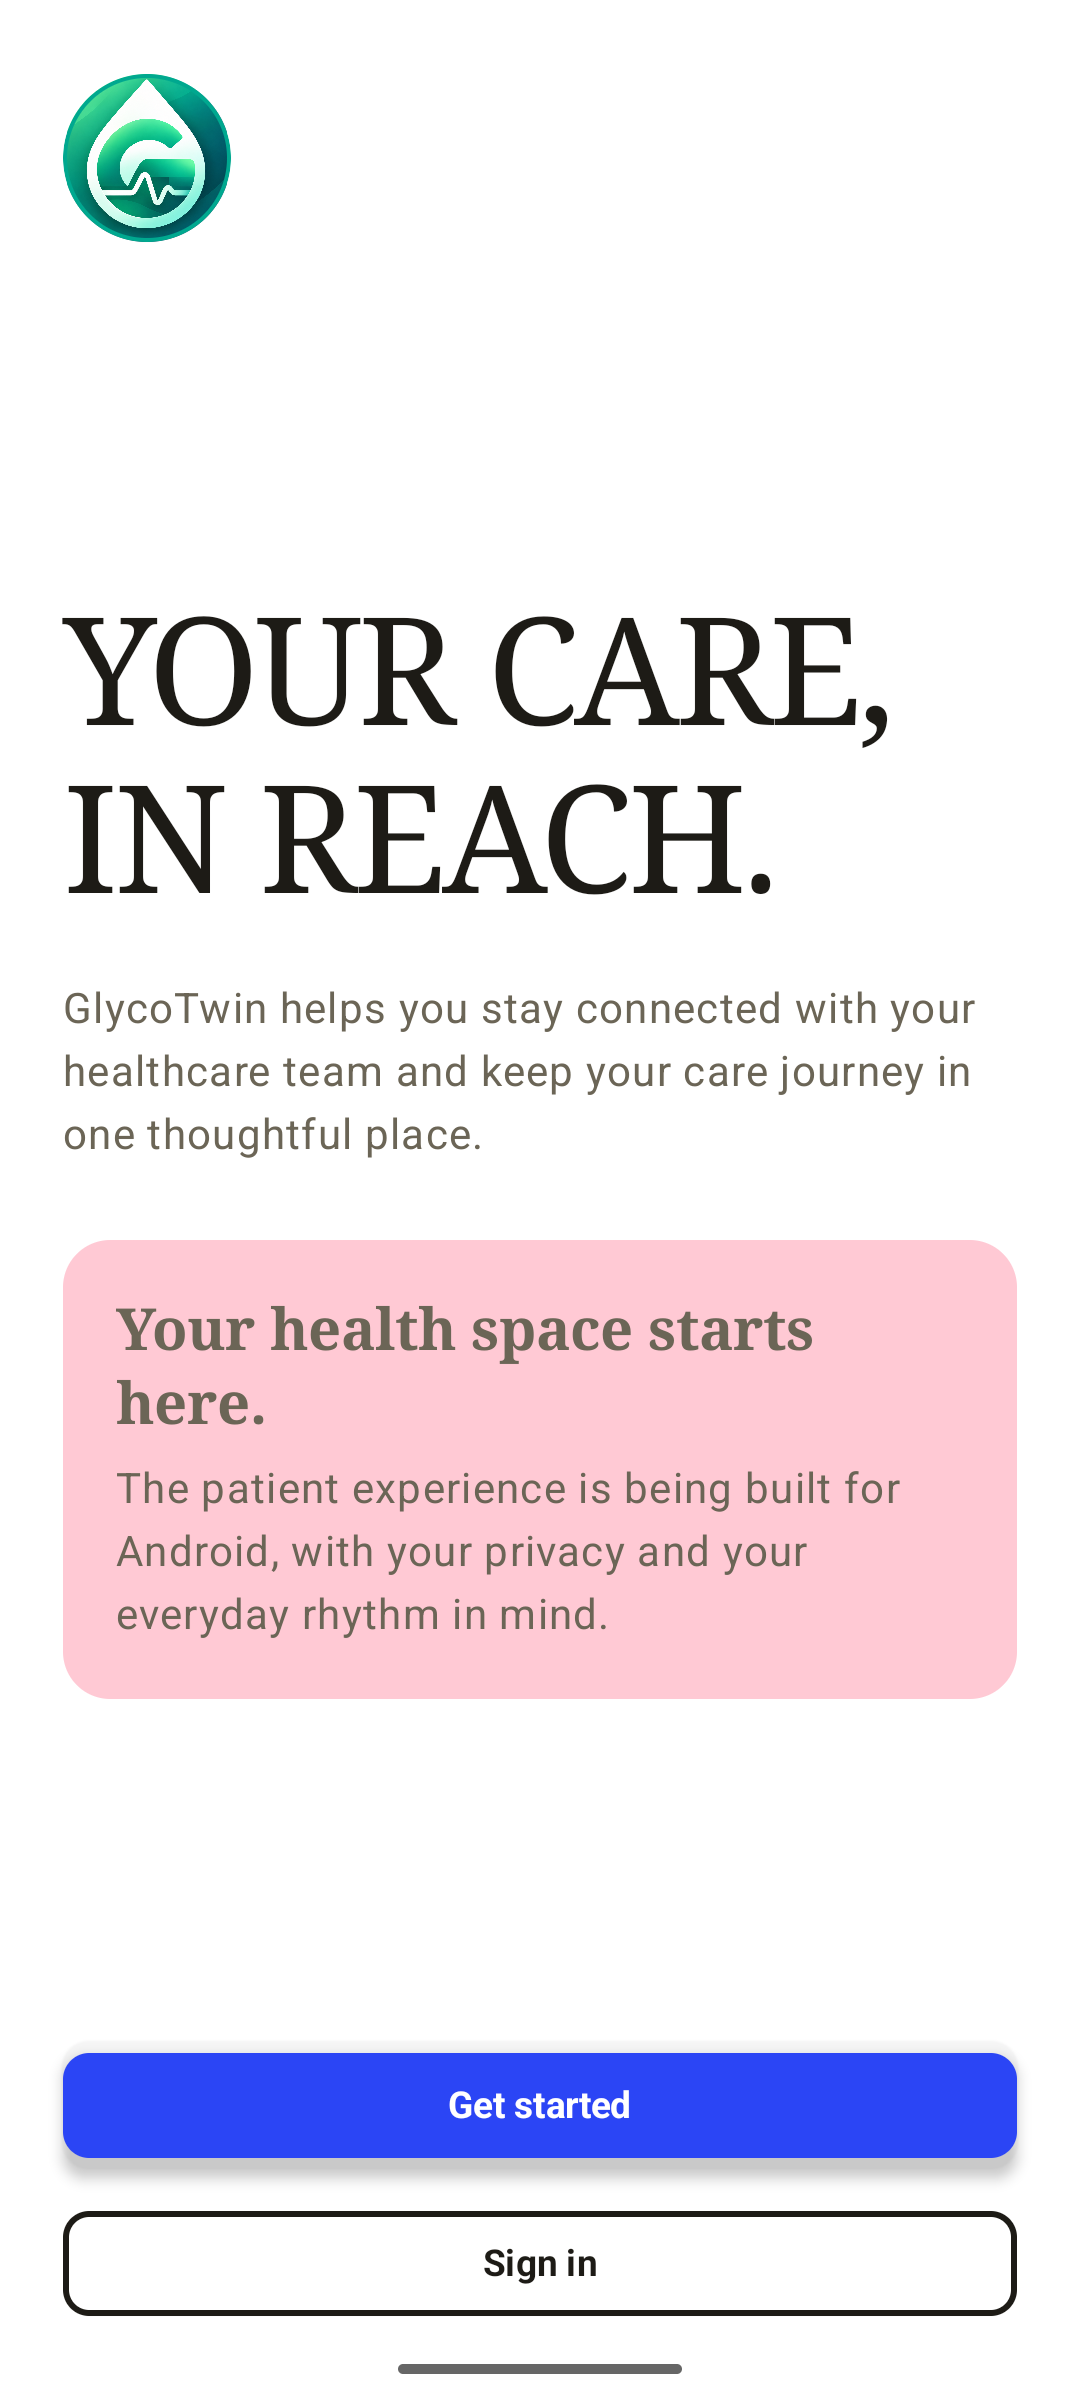 YOUR CARE,
IN REACH.
GlycoTwin helps you stay connected with your
healthcare team and keep your care journey in
one thoughtful place.
Your health space starts
here.
The patient experience is being built for
Android, with your privacy and your
everyday rhythm in mind.
Get started
Sign in